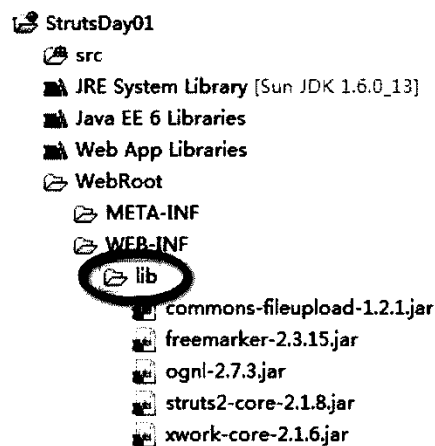 StrutsDay01
src
JRE System Library [Sun JDK 1.6.0_13]
Java EE 6 Libraries
Web App Libraries
WebRoot
META-INF
WEB-INF
lib
commons-fileupload-1.2.1.jar
freemarker-2.3.15.jar
ognl-2.7.3.jar
struts2-core-2.1.8.jar
xwork-core-2.1.6.jar